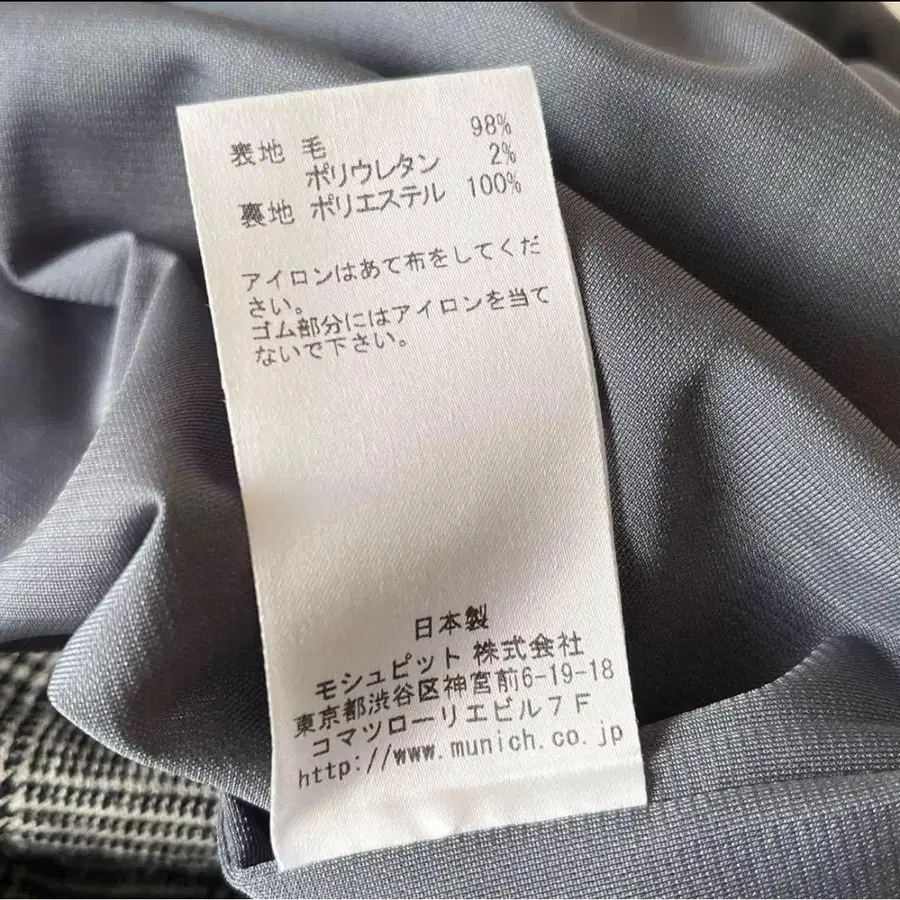 表地 毛 98%
ポリウレタン 2%
裏地 ポリエステル 100%
アイロンはあて布をしてくだ
さい。
ゴム部分にはアイロンを当て
ないで下さい。
日本製
モシュピット 株式会社
東京都渋谷区神宮前6-19-18
コマツローリエビル7F
http://www.munich.co.jp